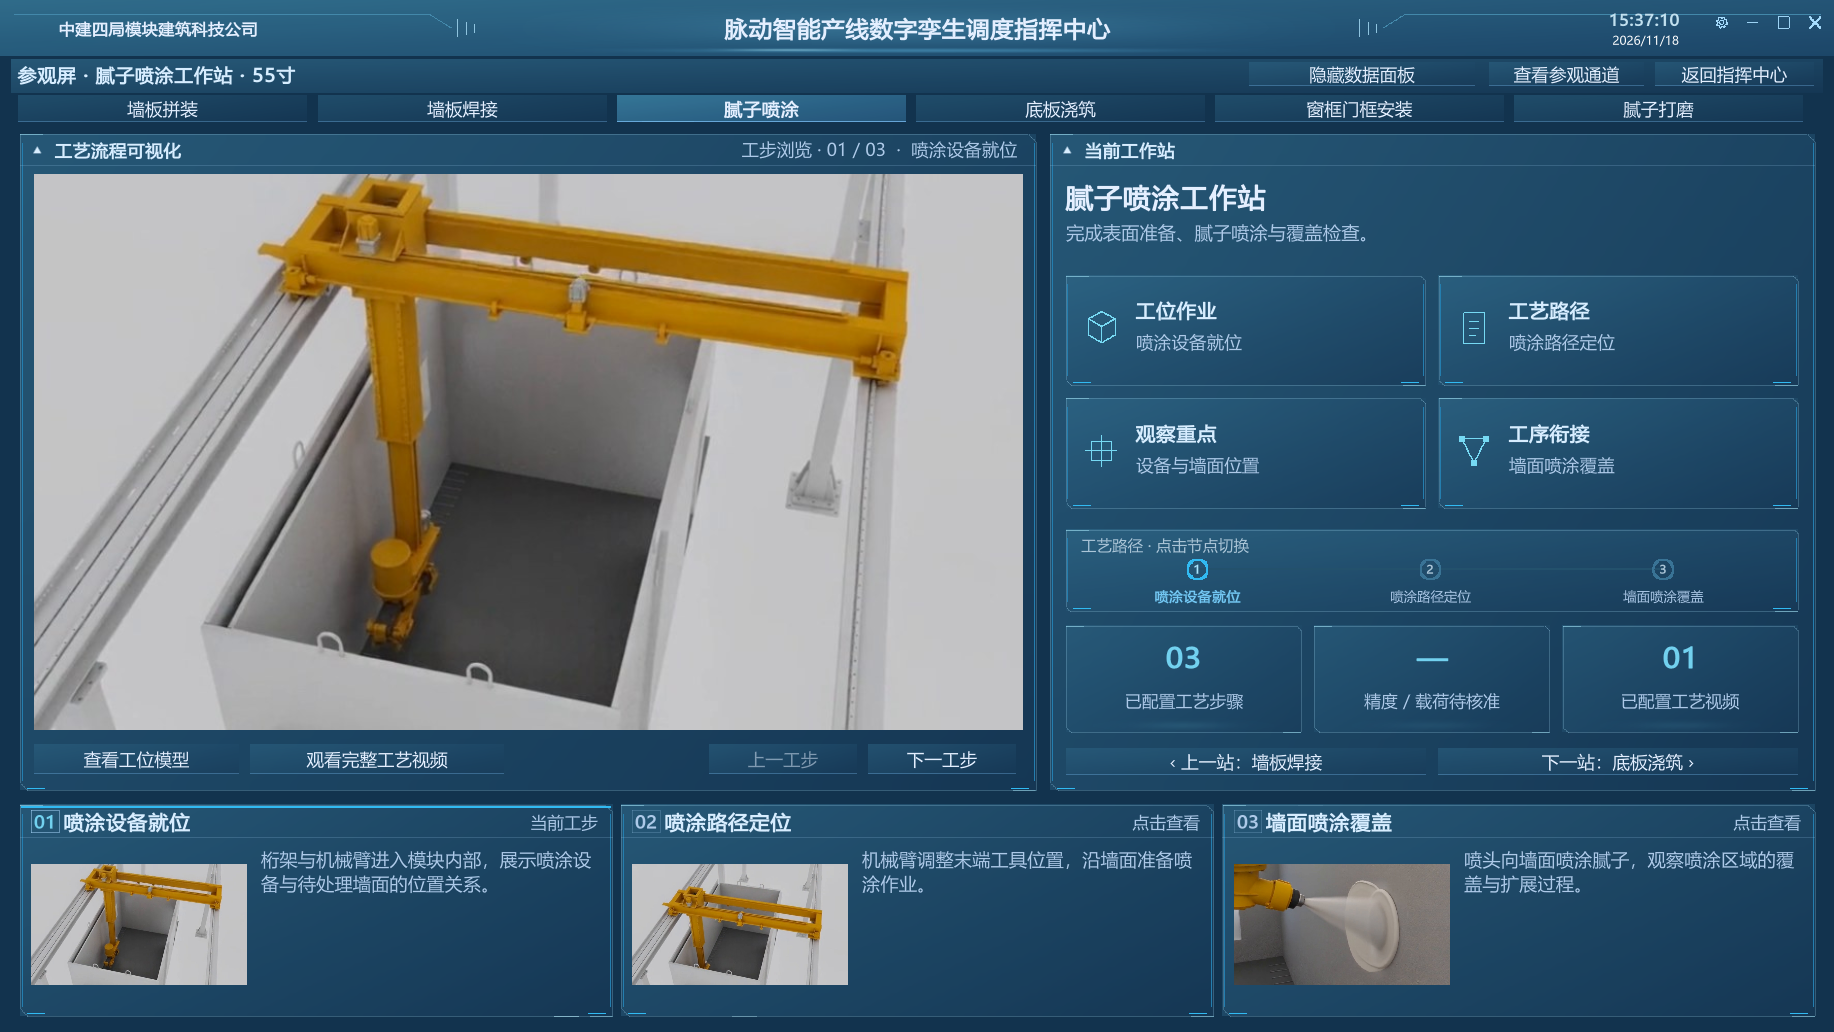 中建四局模块建筑科技公司
脉动智能产线数字孪生调度指挥中心
15:37:10
2026/11/18
参观屏 · 腻子喷涂工作站 · 55寸
隐藏数据面板
查看参观通道
返回指挥中心
墙板拼装
墙板焊接
腻子喷涂
底板浇筑
窗框门框安装
腻子打磨
工艺流程可视化
工步浏览 · 01 / 03 · 喷涂设备就位
查看工位模型
观看完整工艺视频
上一工步
下一工步
当前工作站
腻子喷涂工作站
完成表面准备、腻子喷涂与覆盖检查。
工位作业
喷涂设备就位
工艺路径
喷涂路径定位
观察重点
设备与墙面位置
工序衔接
墙面喷涂覆盖
工艺路径 · 点击节点切换
1
喷涂设备就位
2
喷涂路径定位
3
墙面喷涂覆盖
03
已配置工艺步骤
—
精度 / 载荷待核准
01
已配置工艺视频
‹ 上一站：墙板焊接
下一站：底板浇筑 ›
01 喷涂设备就位
当前工步
桁架与机械臂进入模块内部，展示喷涂设
备与待处理墙面的位置关系。
02 喷涂路径定位
点击查看
机械臂调整末端工具位置，沿墙面准备喷
涂作业。
03 墙面喷涂覆盖
点击查看
喷头向墙面喷涂腻子，观察喷涂区域的覆
盖与扩展过程。